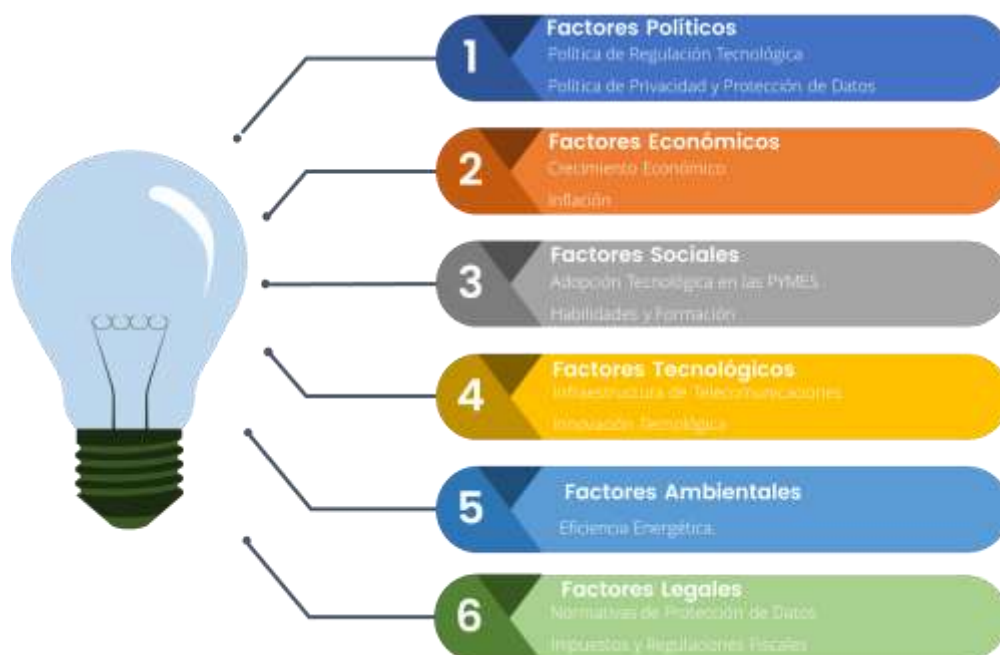 1
Factores Políticos
Política de Regulación Tecnológica
Política de Privacidad y Protección de Datos
2
Factores Económicos
Crecimiento Económico
Inflación
3
Factores Sociales
Adopción Tecnológica en las PYMES
Habilidades y Formación
4
Factores Tecnológicos
Infraestructura de Telecomunicaciones
Innovación Tecnológica
5
Factores Ambientales
Eficiencia Energética.
6
Factores Legales
Normativas de Protección de Datos
Impuestos y Regulaciones Fiscales